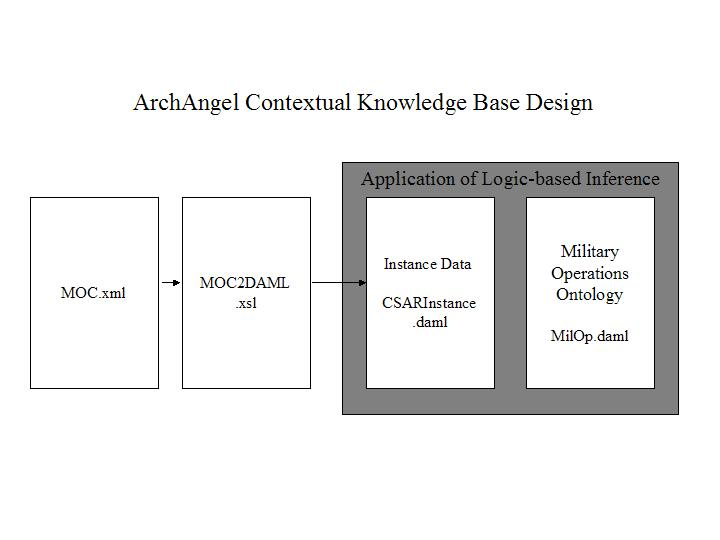 ArchAngel Contextual Knowledge Base Design
Application of Logic-based Inference
MOC.xml
MOC2DAML
.xsl
Instance Data
CSARInstance
.daml
Military
Operations
Ontology
MilOp.daml